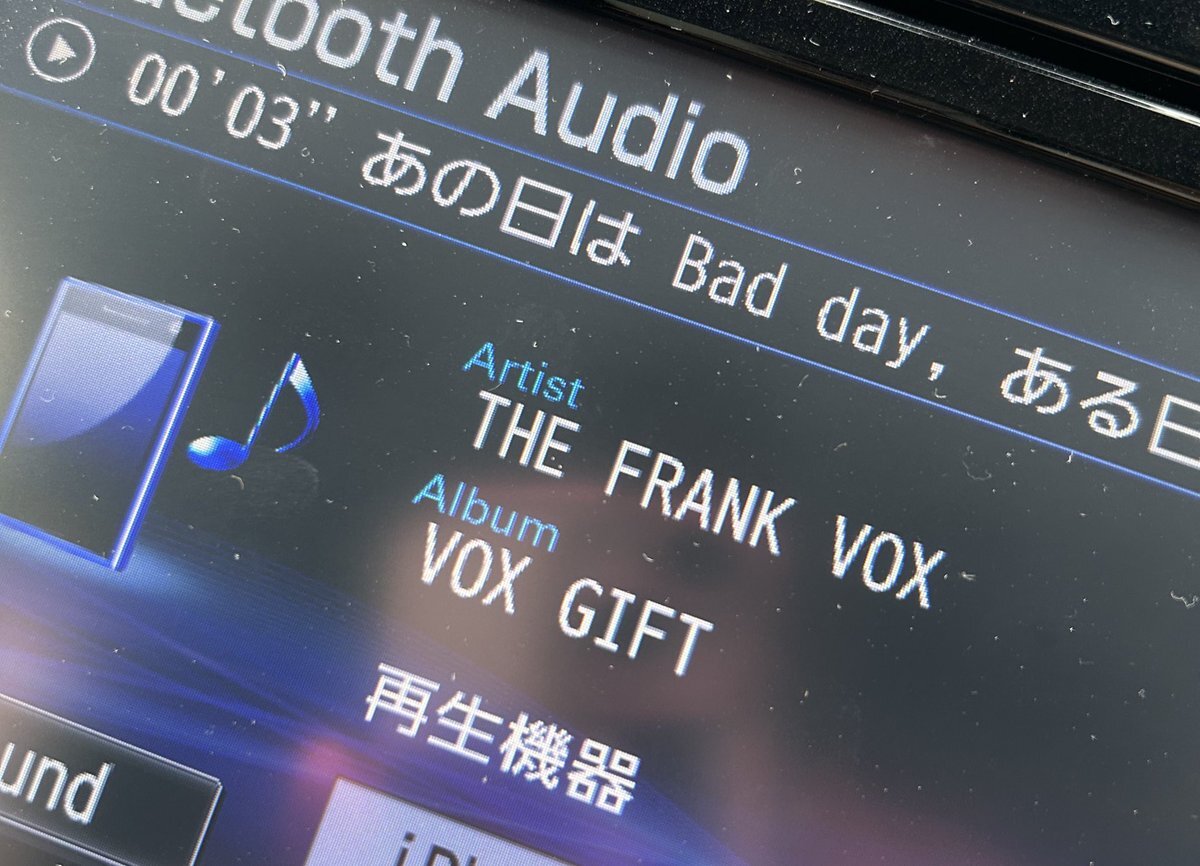 Bluetooth Audio
00'03" あの日は Bad day, ある日
Artist
THE FRANK VOX
Album
VOX GIFT
再生機器